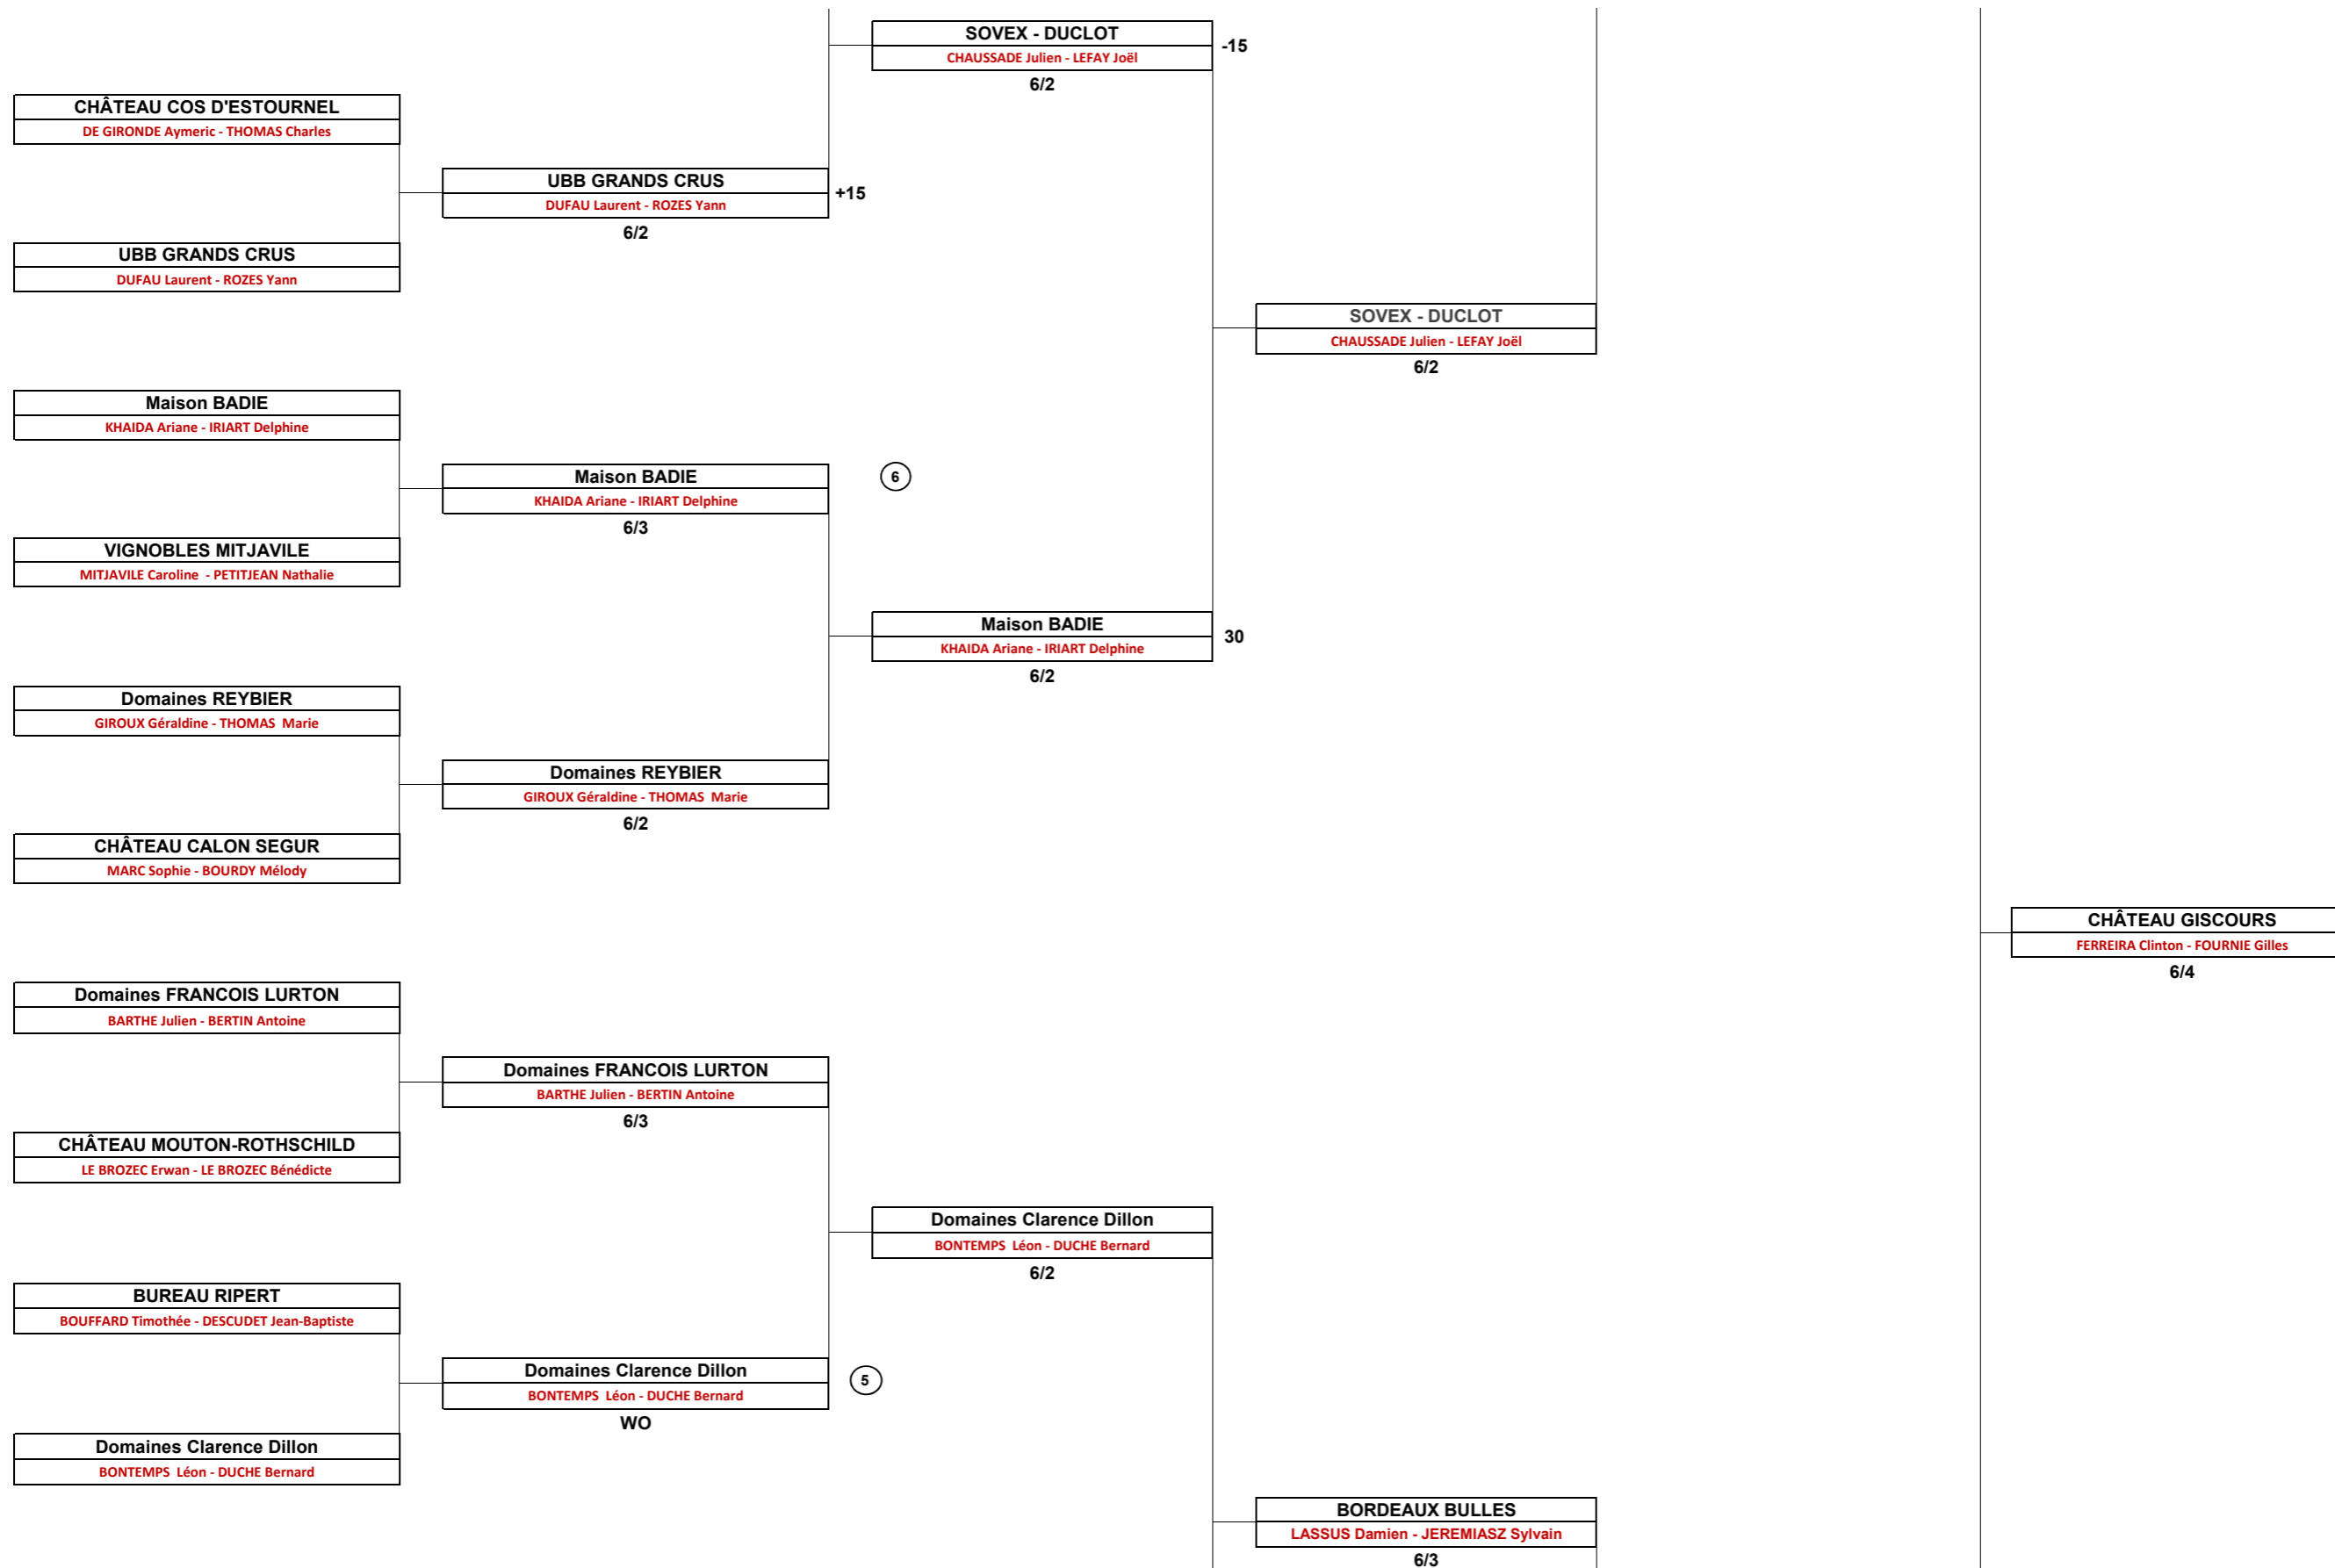 SOVEX - DUCLOT
CHAUSSADE Julien - LEFAY Joël
-15
6/2
CHÂTEAU COS D'ESTOURNEL
DE GIRONDE Aymeric - THOMAS Charles
UBB GRANDS CRUS
DUFAU Laurent - ROZES Yann
+15
6/2
UBB GRANDS CRUS
DUFAU Laurent - ROZES Yann
SOVEX - DUCLOT
CHAUSSADE Julien - LEFAY Joël
6/2
Maison BADIE
KHAIDA Ariane - IRIART Delphine
Maison BADIE
KHAIDA Ariane - IRIART Delphine
6
6/3
VIGNOBLES MITJAVILE
MITJAVILE Caroline - PETITJEAN Nathalie
Maison BADIE
KHAIDA Ariane - IRIART Delphine
30
6/2
Domaines REYBIER
GIROUX Géraldine - THOMAS Marie
Domaines REYBIER
GIROUX Géraldine - THOMAS Marie
6/2
CHÂTEAU CALON SEGUR
MARC Sophie - BOURDY Mélody
CHÂTEAU GISCOURS
FERREIRA Clinton - FOURNIE Gilles
6/4
Domaines FRANCOIS LURTON
BARTHE Julien - BERTIN Antoine
Domaines FRANCOIS LURTON
BARTHE Julien - BERTIN Antoine
6/3
CHÂTEAU MOUTON-ROTHSCHILD
LE BROZEC Erwan - LE BROZEC Bénédicte
Domaines Clarence Dillon
BONTEMPS Léon - DUCHE Bernard
6/2
BUREAU RIPERT
BOUFFARD Timothée - DESCUDET Jean-Baptiste
Domaines Clarence Dillon
BONTEMPS Léon - DUCHE Bernard
5
WO
Domaines Clarence Dillon
BONTEMPS Léon - DUCHE Bernard
BORDEAUX BULLES
LASSUS Damien - JEREMIASZ Sylvain
6/3